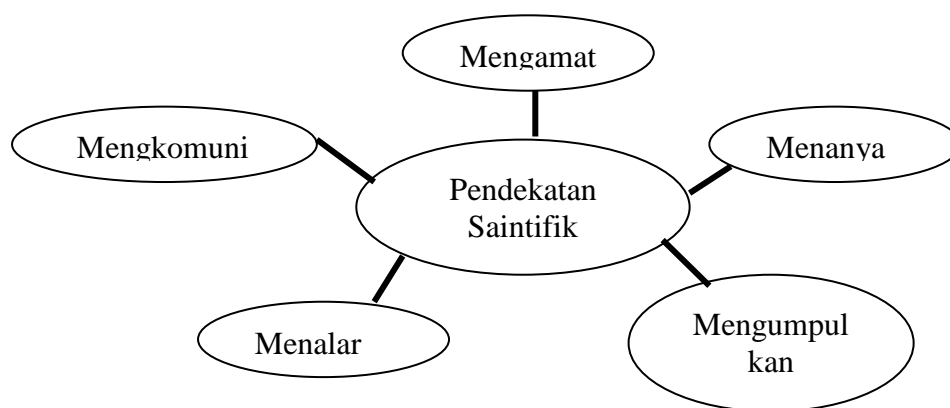 Mengamat
Mengkomuni
Menanya
Pendekatan
Saintifik
Menalar
Mengumpul
kan